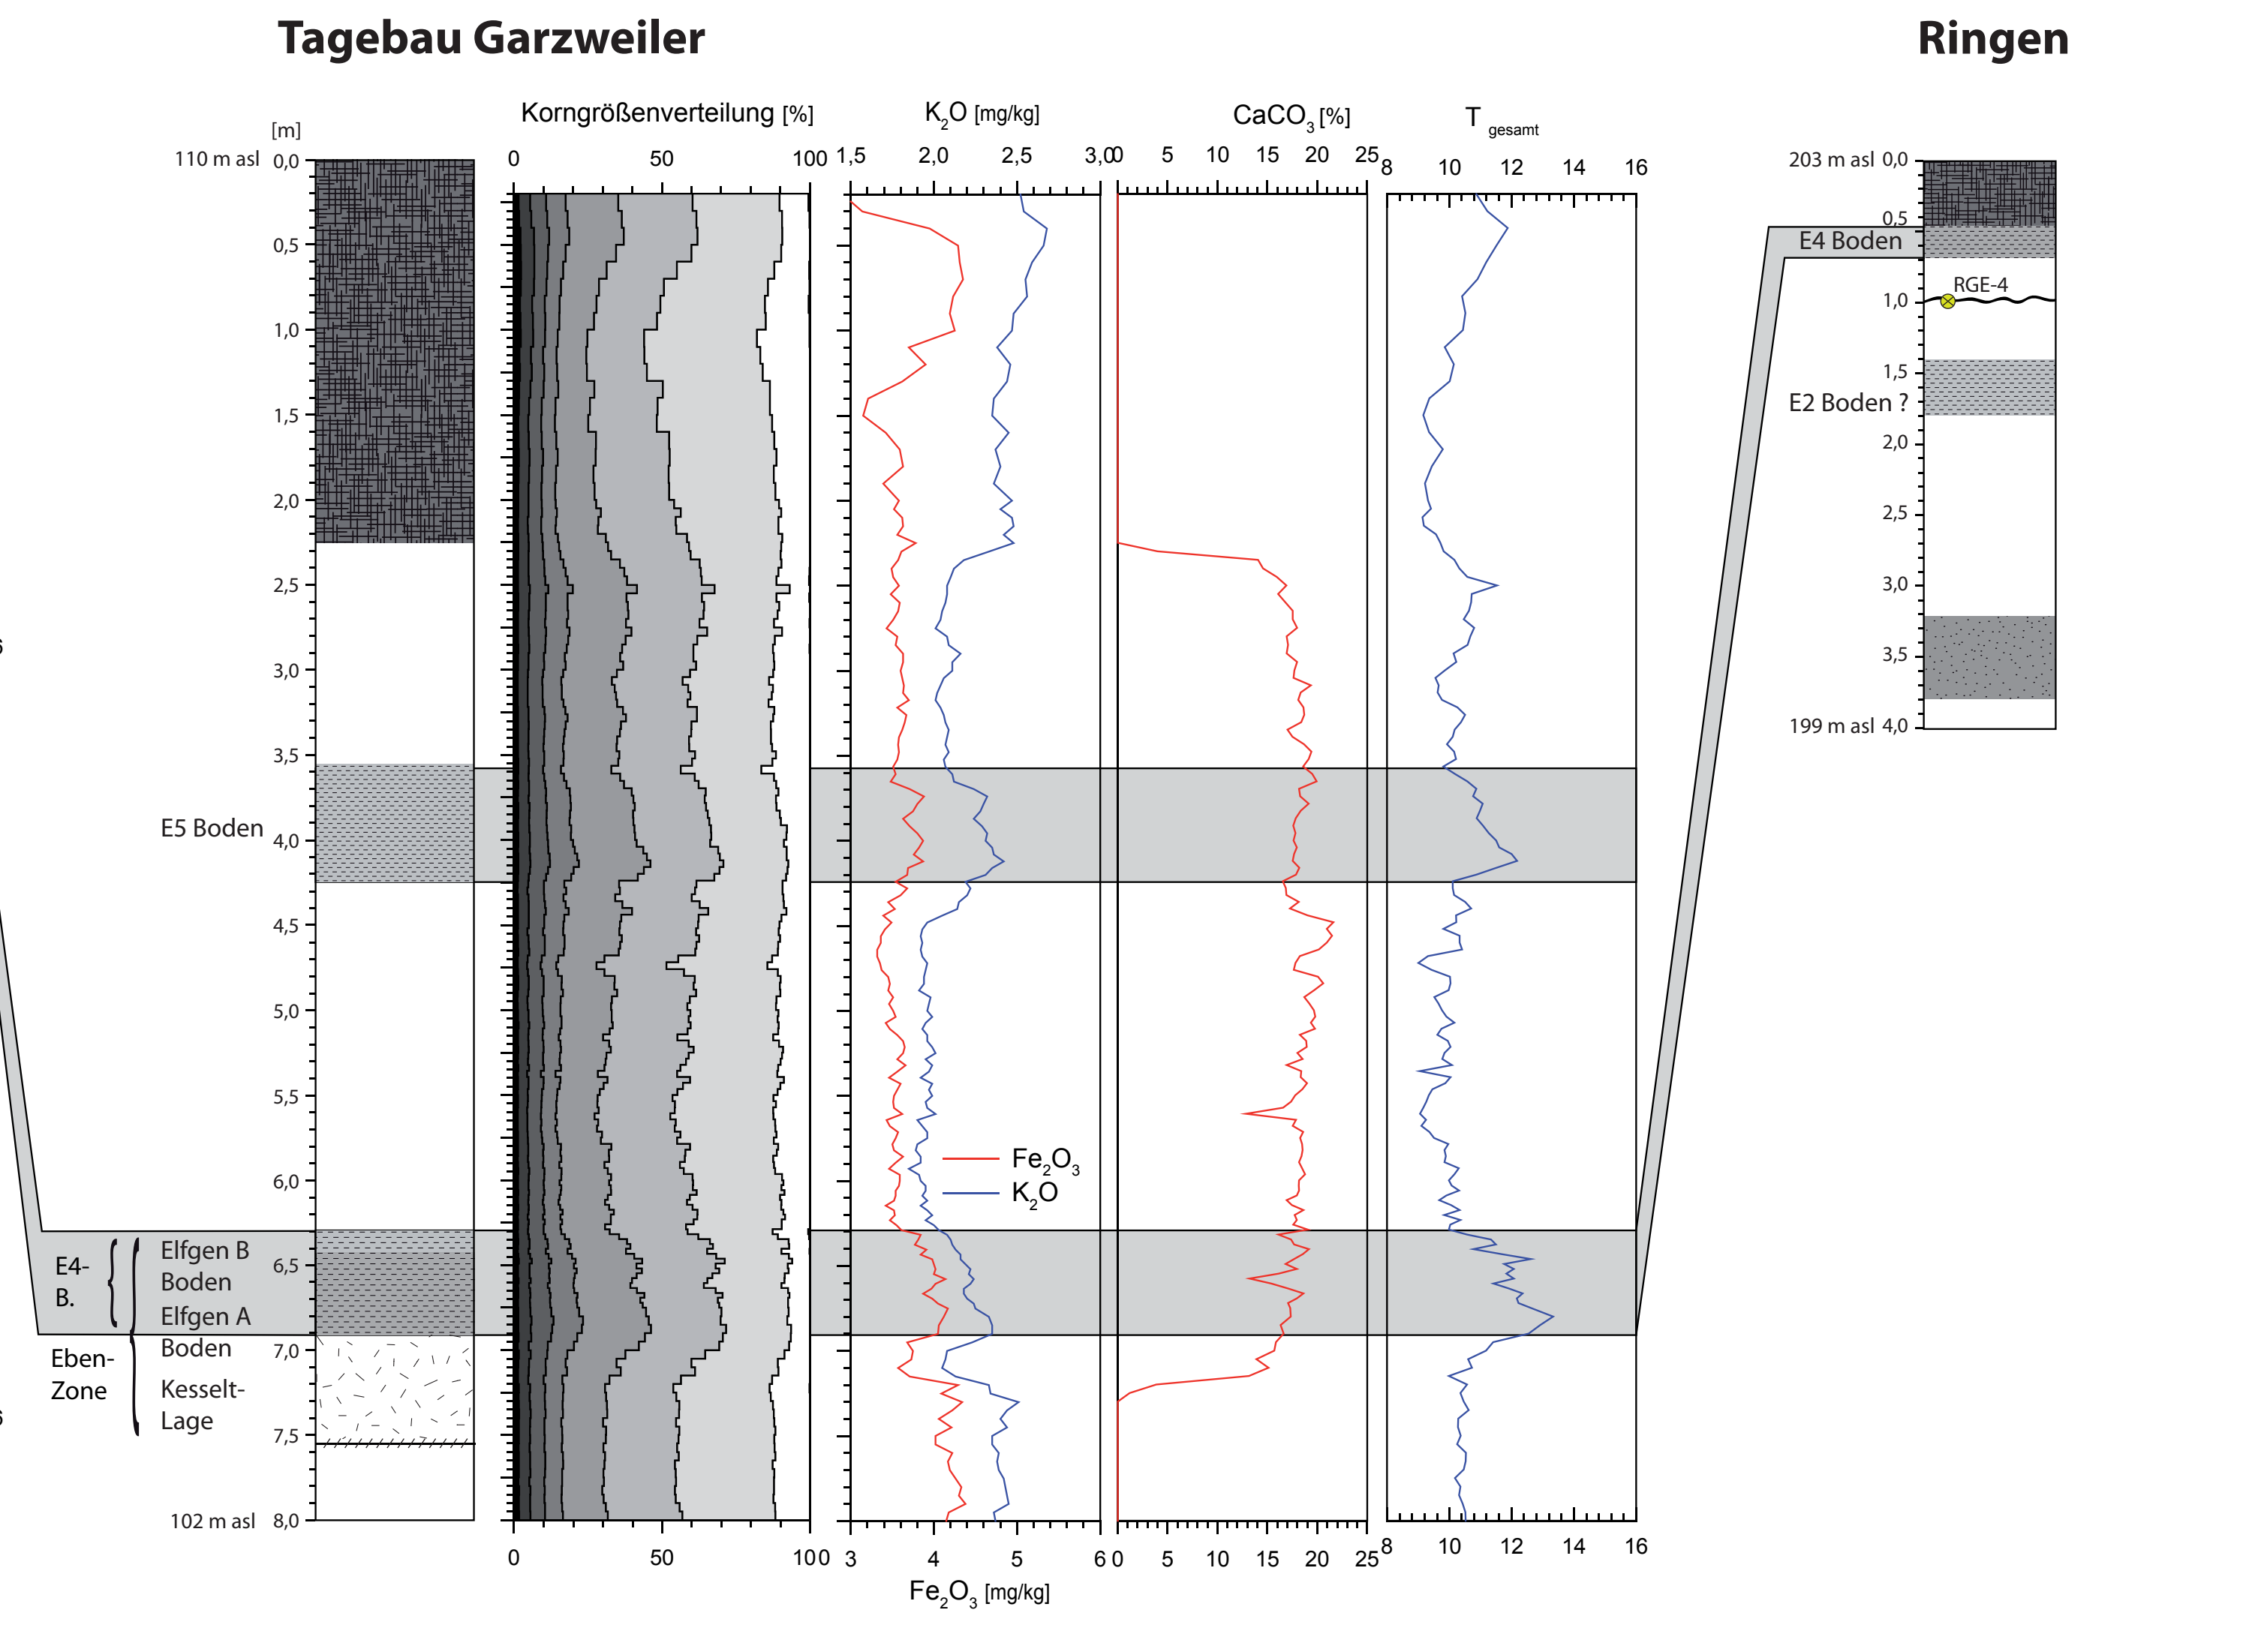 Tagebau Garzweiler
Ringen
Korngrößenverteilung [%]
K2O [mg/kg]
CaCO3 [%]
T gesamt
[m]
110 m asl 0,0
0 50 100
1,5 2,0 2,5 3,0
0 5 10 15 20 25
8 10 12 14 16
0,5
1,0
1,5
2,0
2,5
3,0
3,5
E5 Boden
4,0
4,5
5,0
5,5
6,0
6,5
7,0
7,5
102 m asl 8,0
E4-
B.
Elfgen B
Boden
Elfgen A
Boden
Eben-
Zone
Kesselt-
Lage
Fe2O3
K2O
0 50 100
3 4 5 6
0 5 10 15 20 25
8 10 12 14 16
Fe2O3 [mg/kg]
203 m asl 0,0
0,5
E4 Boden
RGE-4
1,0
1,5
E2 Boden ?
2,0
2,5
3,0
3,5
199 m asl 4,0